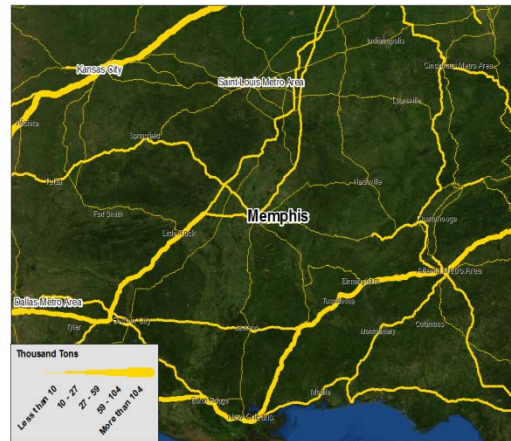 Indianapolis
Kansas City
Cincinnati Metro Area
Saint-Louis Metro Area
Louisville
Wichita
Springfield
Tulsa
Nashville
Fort Smith
Memphis
Chattanooga
Little Rock
Atlanta Metro Area
Birmingham
Dallas Metro Area
Tuscaloosa
Tyler
Columbus
Jackson
Montgomery
Thousand Tons
Less than 10
10 - 27
27 - 59
59 - 104
More than 104
Mobile
Baton Rouge
New Orleans